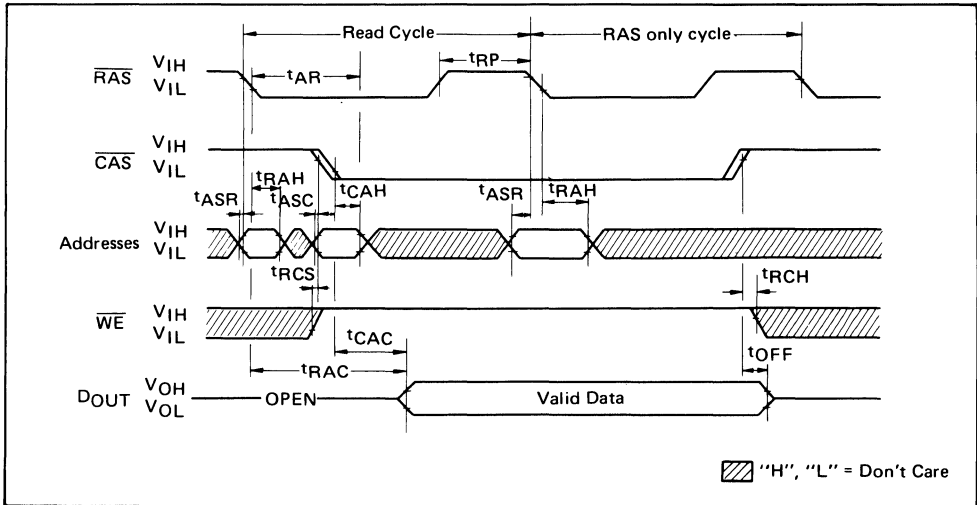 Read Cycle RAS only cycle
RAS VIH VIL tAR tRP
CAS VIH VIL
tRAH tCAH tRAH
tASR tASC tASR
Addresses VIH VIL
tRCS tRCH
WE VIH VIL
tCAC tOFF
tRAC
DOUT VOH VOL OPEN Valid Data
"H", "L" = Don't Care